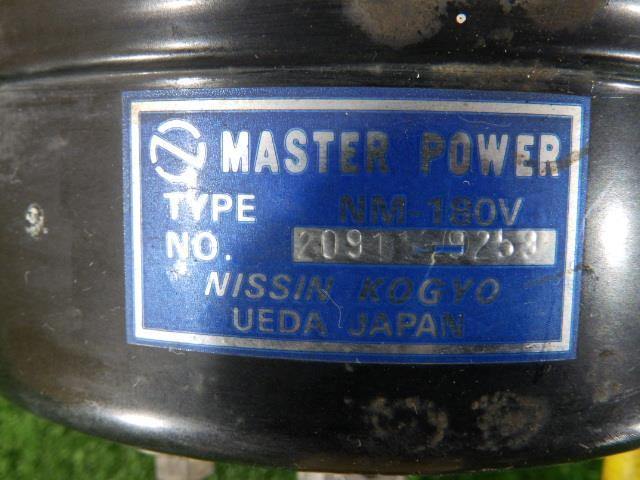 MASTER POWER
TYPE NM-180V
NO.
NISSIN KOGYO
UEDA JAPAN